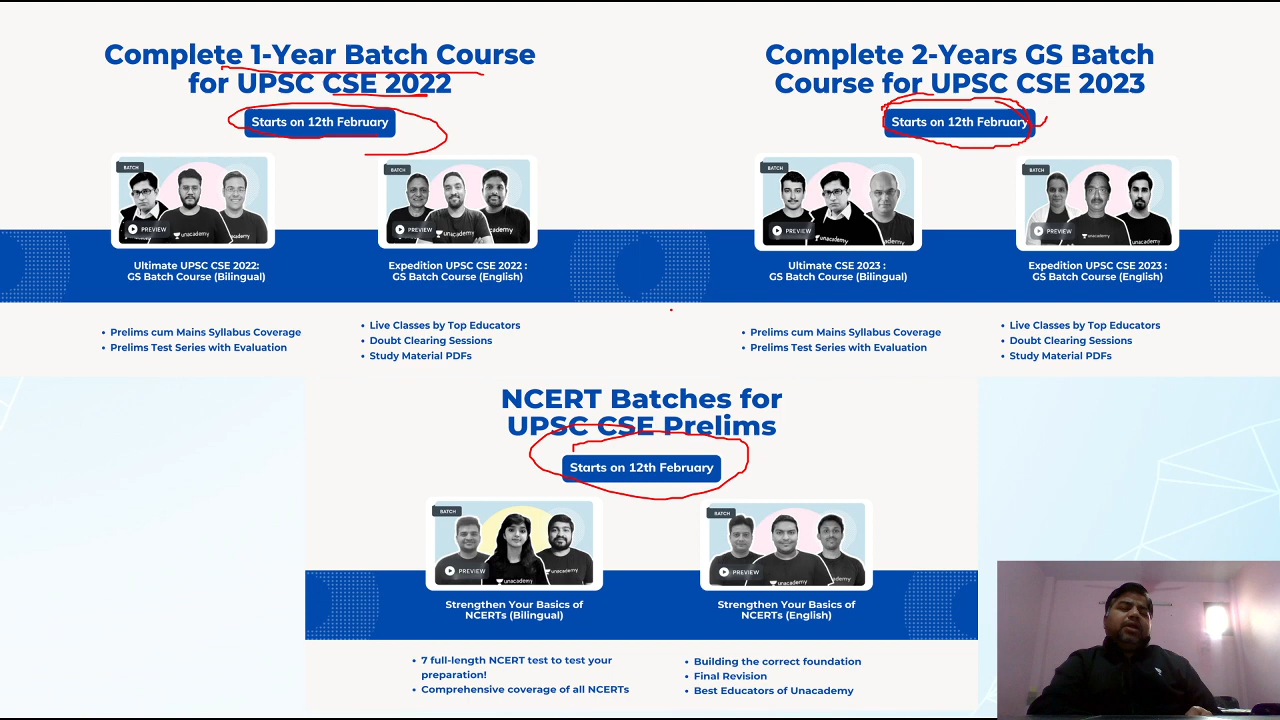 Complete 1-Year Batch Course
for UPSC CSE 2022
Starts on 12th February
BATCH
PREVIEW
unacademy
BATCH
PREVIEW
unacademy
Ultimate UPSC CSE 2022:
GS Batch Course (Bilingual)
Expedition UPSC CSE 2022 :
GS Batch Course (English)
Prelims cum Mains Syllabus Coverage
Prelims Test Series with Evaluation
Live Classes by Top Educators
Doubt Clearing Sessions
Study Material PDFs
Complete 2-Years GS Batch
Course for UPSC CSE 2023
Starts on 12th February
BATCH
PREVIEW
unacademy
BATCH
PREVIEW
unacademy
Ultimate CSE 2023 :
GS Batch Course (Bilingual)
Expedition UPSC CSE 2023 :
GS Batch Course (English)
Prelims cum Mains Syllabus Coverage
Prelims Test Series with Evaluation
Live Classes by Top Educators
Doubt Clearing Sessions
Study Material PDFs
NCERT Batches for
UPSC CSE Prelims
Starts on 12th February
BATCH
PREVIEW
unacademy
BATCH
PREVIEW
unacademy
Strengthen Your Basics of
NCERTs (Bilingual)
Strengthen Your Basics of
NCERTs (English)
7 full-length NCERT test to test your
preparation!
Comprehensive coverage of all NCERTs
Building the correct foundation
Final Revision
Best Educators of Unacademy